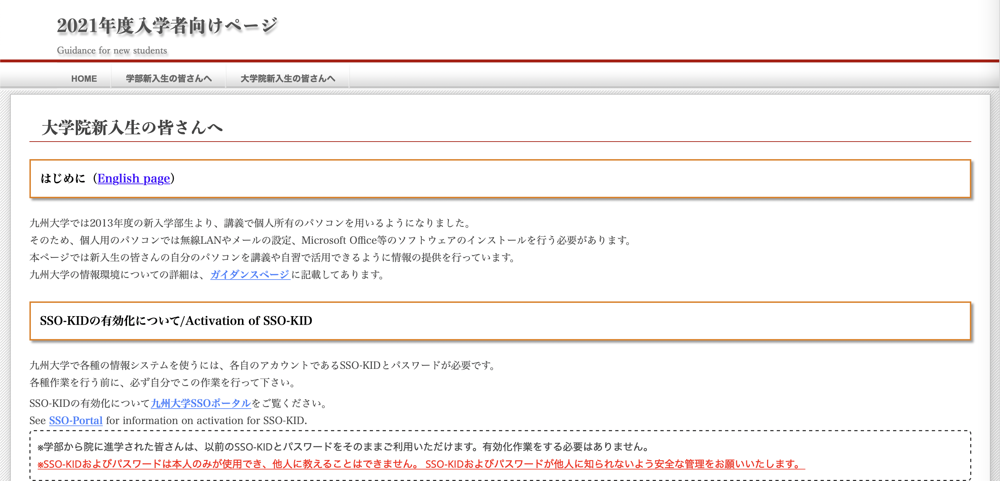 2021年度入学者向けページ
Guidance for new students
HOME
学部新入生の皆さんへ
大学院新入生の皆さんへ
大学院新入生の皆さんへ
はじめに（English page）
九州大学では2013年度の新入学部生より、講義で個人所有のパソコンを用いるようになりました。
そのため、個人用のパソコンでは無線LANやメールの設定、Microsoft Office等のソフトウェアのインストールを行う必要があります。
本ページでは新入生の皆さんの自分のパソコンを講義や自習で活用できるように情報の提供を行っています。
九州大学の情報環境についての詳細は、ガイダンスページに記載してあります。
SSO-KIDの有効化について/Activation of SSO-KID
九州大学で各種の情報システムを使うには、各自のアカウントであるSSO-KIDとパスワードが必要です。
各種作業を行う前に、必ず自分でこの作業を行って下さい。
SSO-KIDの有効化について九州大学SSOポータルをご覧ください。
See SSO-Portal for information on activation for SSO-KID.
※学部から院に進学された皆さんは、以前のSSO-KIDとパスワードをそのままご利用いただけます。有効化作業をする必要はありません。
※SSO-KIDおよびパスワードは本人のみが使用でき、他人に教えることはできません。 SSO-KIDおよびパスワードが他人に知られないよう安全な管理をお願いいたします。